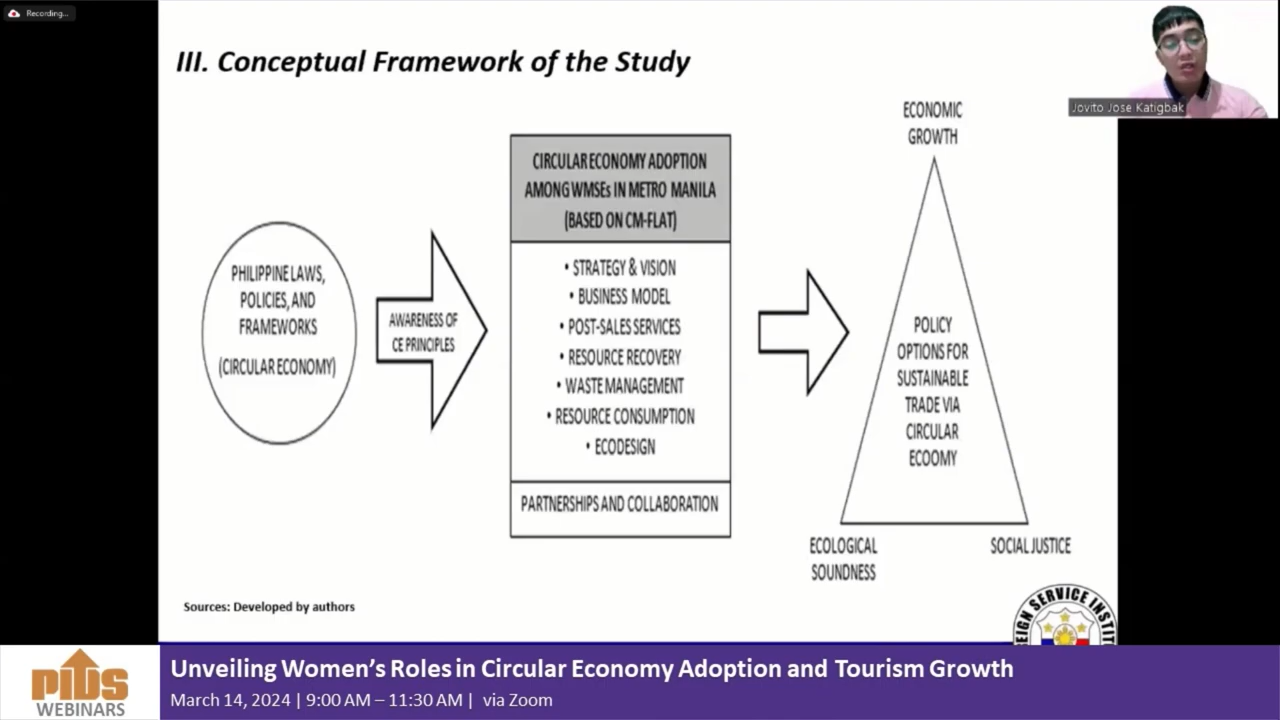 Recording...
III. Conceptual Framework of the Study
Jovito Jose Katigbak
PHILIPPINE LAWS,
POLICIES, AND
FRAMEWORKS
(CIRCULAR ECONOMY)
AWARENESS OF
CE PRINCIPLES
CIRCULAR ECONOMY ADOPTION
AMONG WMSEs IN METRO MANILA
(BASED ON CM-FLAT)
• STRATEGY & VISION
• BUSINESS MODEL
• POST-SALES SERVICES
• RESOURCE RECOVERY
• WASTE MANAGEMENT
• RESOURCE CONSUMPTION
• ECODESIGN
PARTNERSHIPS AND COLLABORATION
ECONOMIC
GROWTH
POLICY
OPTIONS FOR
SUSTAINABLE
TRADE VIA
CIRCULAR
ECOOMY
ECOLOGICAL
SOUNDNESS
SOCIAL JUSTICE
Sources: Developed by authors
EIGN SERVICE INSTIT
PIDS
WEBINARS
Unveiling Women's Roles in Circular Economy Adoption and Tourism Growth
March 14, 2024 | 9:00 AM – 11:30 AM | via Zoom